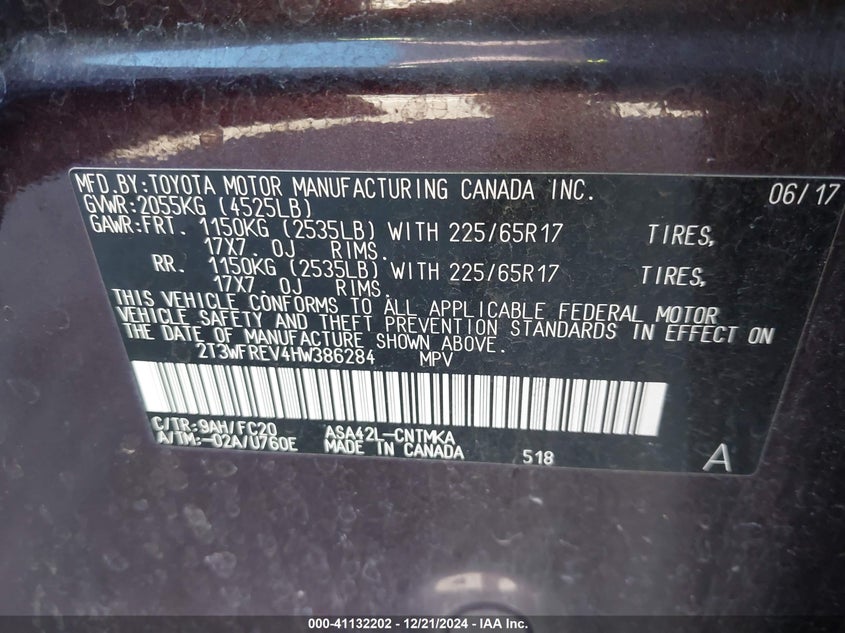 MFD.BY:TOYOTA MOTOR MANUFACTURING CANADA INC. 06/17
GVWR:2055KG (4525LB)
GAWR:FRT. 1150KG (2535LB) WITH 225/65R17 TIRES,
17X7.0J RIMS.
RR. 1150KG (2535LB) WITH 225/65R17 TIRES,
17X7.0J RIMS.
THIS VEHICLE CONFORMS TO ALL APPLICABLE FEDERAL MOTOR
VEHICLE SAFETY AND THEFT PREVENTION STANDARDS IN EFFECT ON
THE DATE OF MANUFACTURE SHOWN ABOVE.
2T3WFREV4HW386284 MPV
C/TR:9AH/FC20 ASA42L-CNTMKA
A/TM:-02A/U760E MADE IN CANADA 518 A
000-41132202 - 12/21/2024 - IAA Inc.